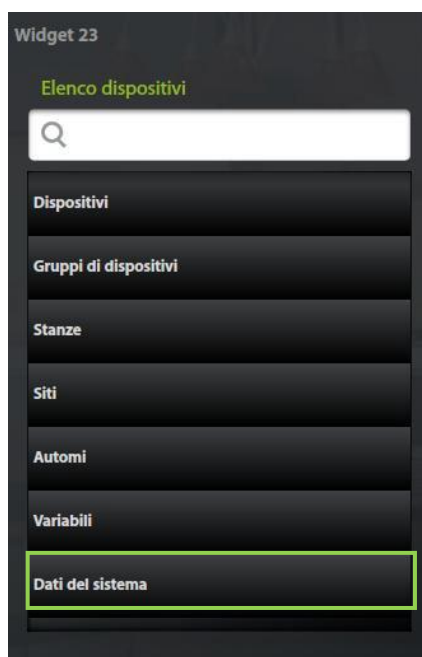 Widget 23
Elenco dispositivi
Dispositivi
Gruppi di dispositivi
Stanze
Siti
Automi
Variabili
Dati del sistema